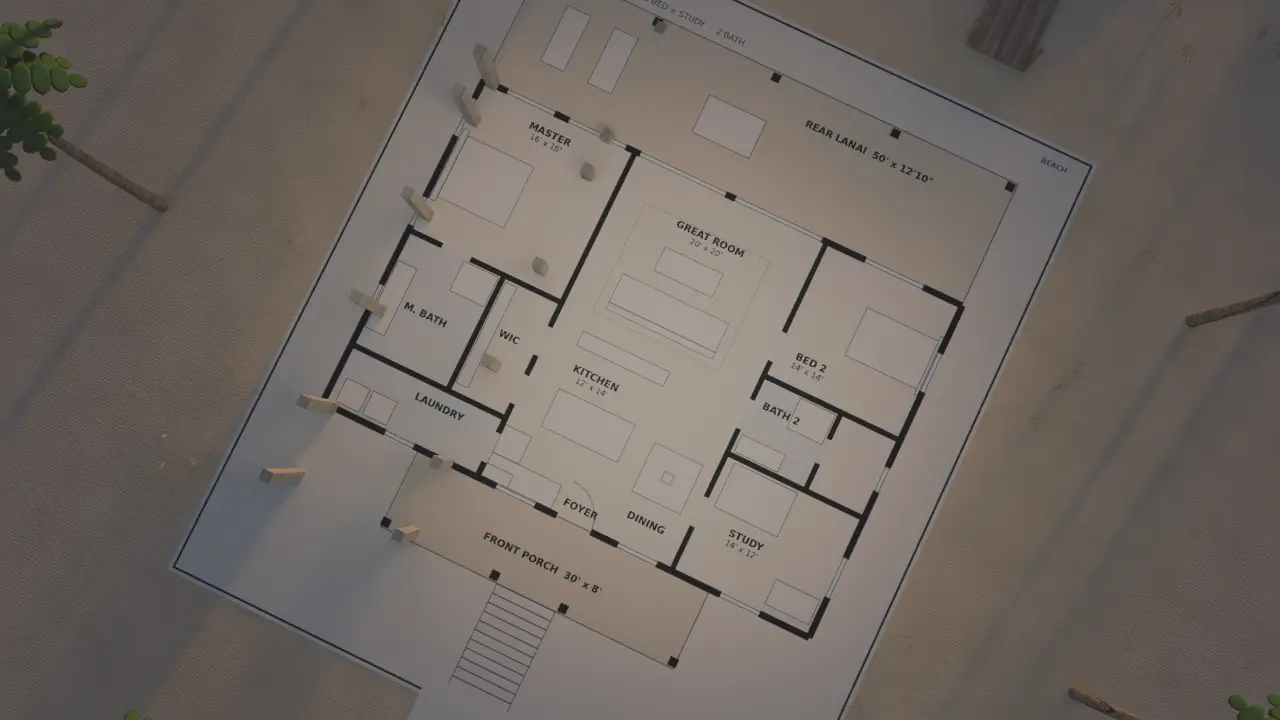 BED + STUDY · 2 BATH
BEACH
REAR LANAI 50' x 12'10"
MASTER
16' x 16'
GREAT ROOM
20' x 20'
M. BATH
WIC
KITCHEN
12' x 14'
BED 2
14' x 14'
LAUNDRY
BATH 2
FOYER
DINING
STUDY
14' x 12'
FRONT PORCH 30' x 8'